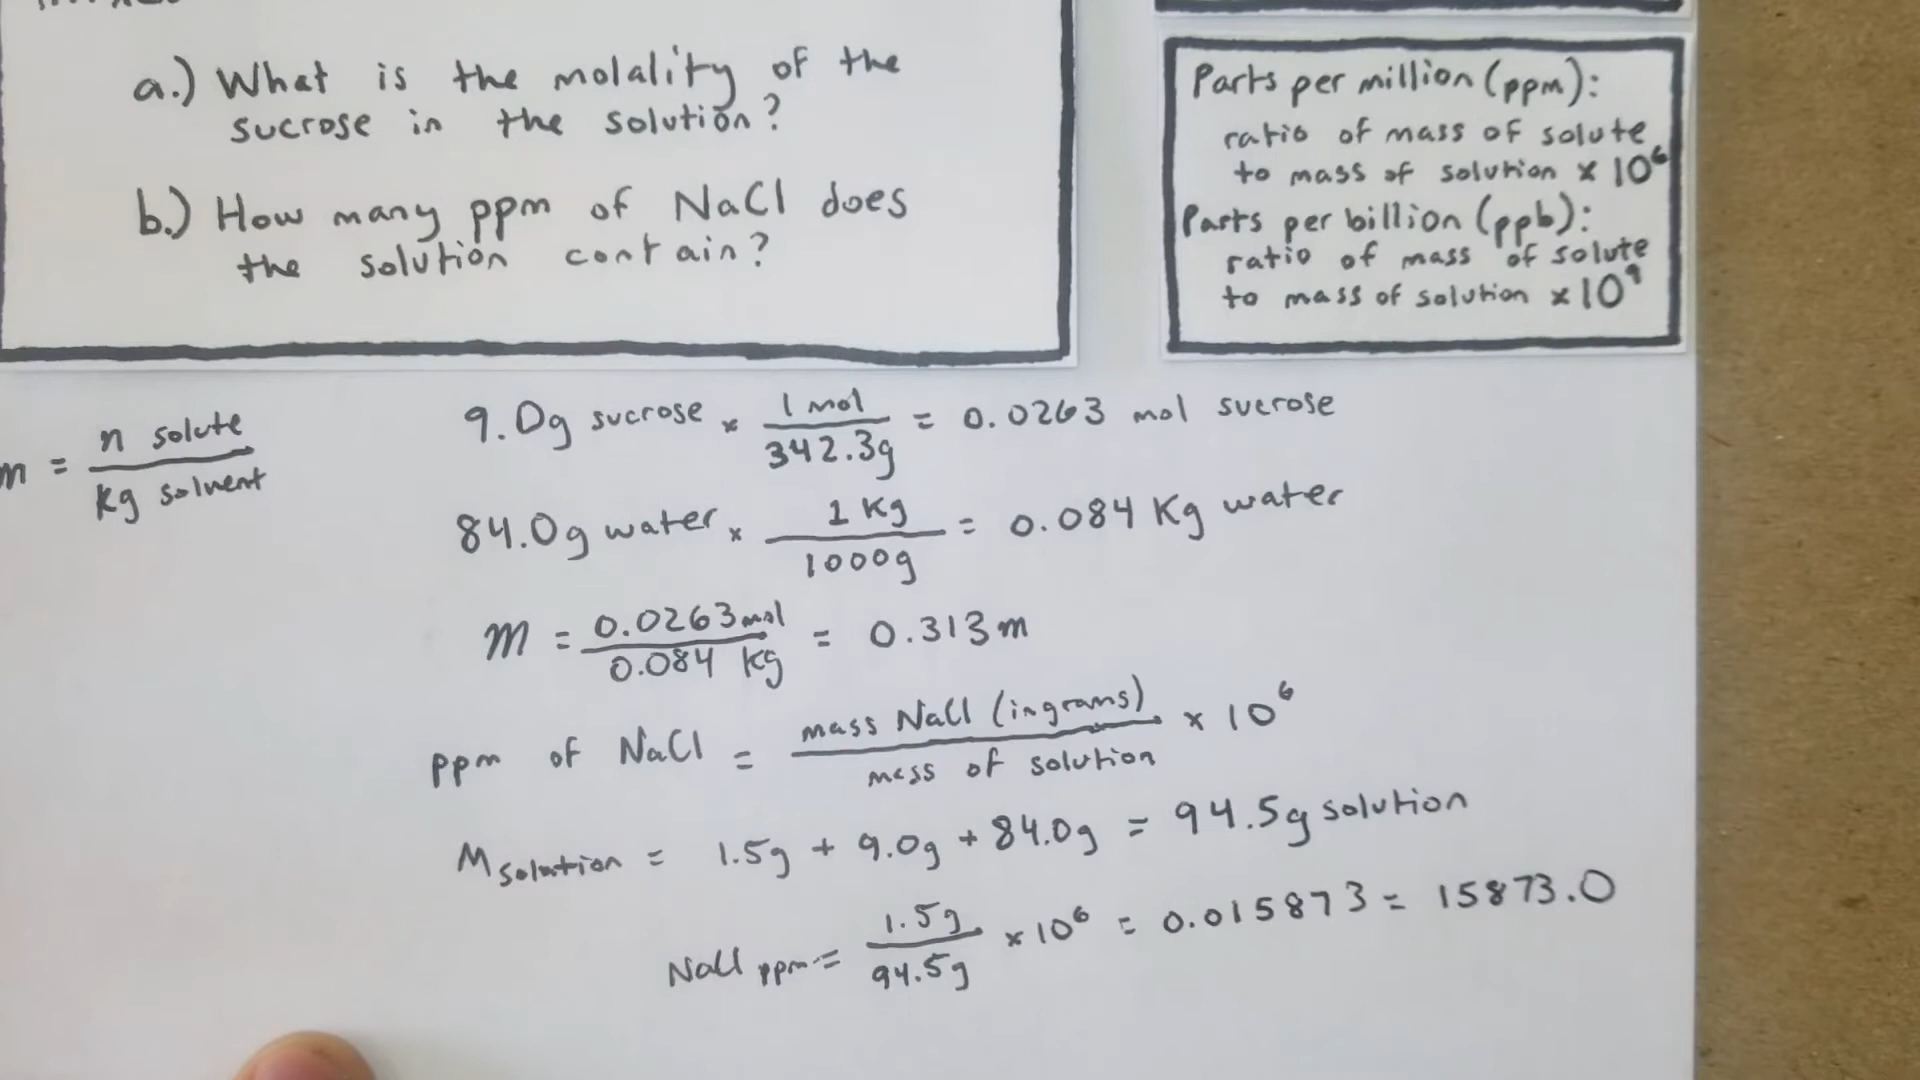 a.) What is the molality of the
sucrose in the solution?
b.) How many ppm of NaCl does
the solution contain?
Parts per million (ppm):
ratio of mass of solute
to mass of solution x 10⁶
Parts per billion (ppb):
ratio of mass of solute
to mass of solution x 10⁹
m = n solute / kg solvent
9.0g sucrose x 1 mol / 342.3g = 0.0263 mol sucrose
84.0g water x 1 Kg / 1000g = 0.084 Kg water
m = 0.0263 mol / 0.084 kg = 0.313 m
ppm of NaCl = mass NaCl (in grams) / mass of solution x 10⁶
M solution = 1.5g + 9.0g + 84.0g = 94.5g solution
NaCl ppm = 1.5g / 94.5g x 10⁶ = 0.015873 = 15873.0